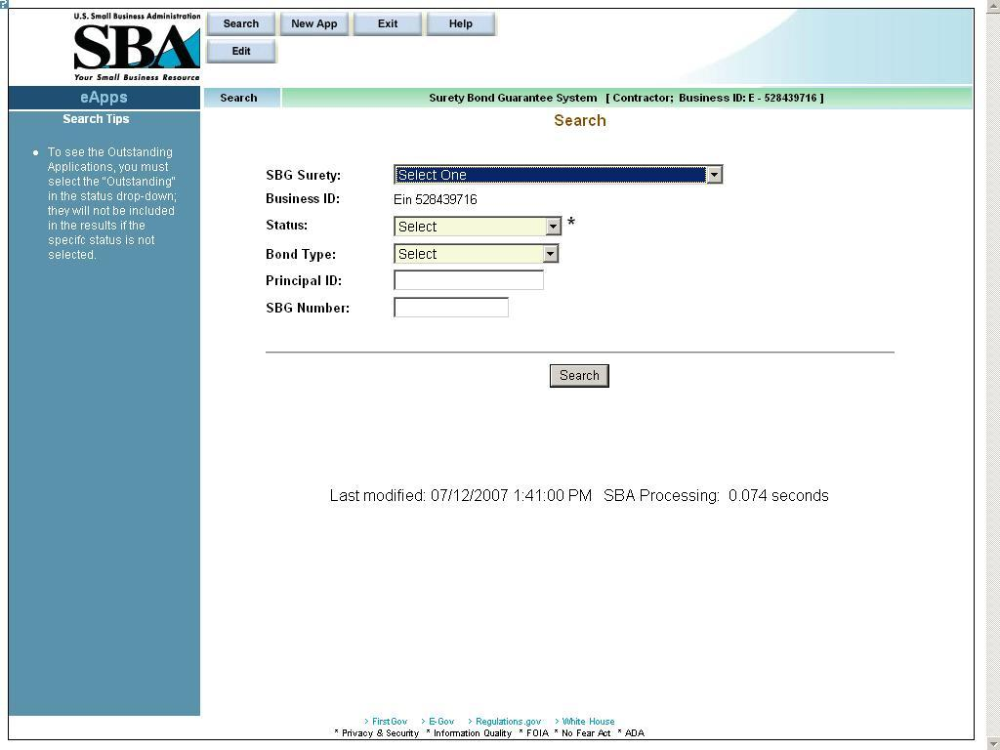 U.S. Small Business Administration
SBA
Your Small Business Resource
Search
New App
Exit
Help
Edit
eApps
Search
Surety Bond Guarantee System [ Contractor; Business ID: E - 528439716 ]
Search Tips
To see the Outstanding
Applications, you must
select the "Outstanding"
in the status drop-down;
they will not be included
in the results if the
specifc status is not
selected.
Search
SBG Surety: Select One
Business ID: Ein 528439716
Status: Select *
Bond Type: Select
Principal ID:
SBG Number:
Search
Last modified: 07/12/2007 1:41:00 PM SBA Processing: 0.074 seconds
> FirstGov > E-Gov > Regulations.gov > White House
* Privacy & Security * Information Quality * FOIA * No Fear Act * ADA